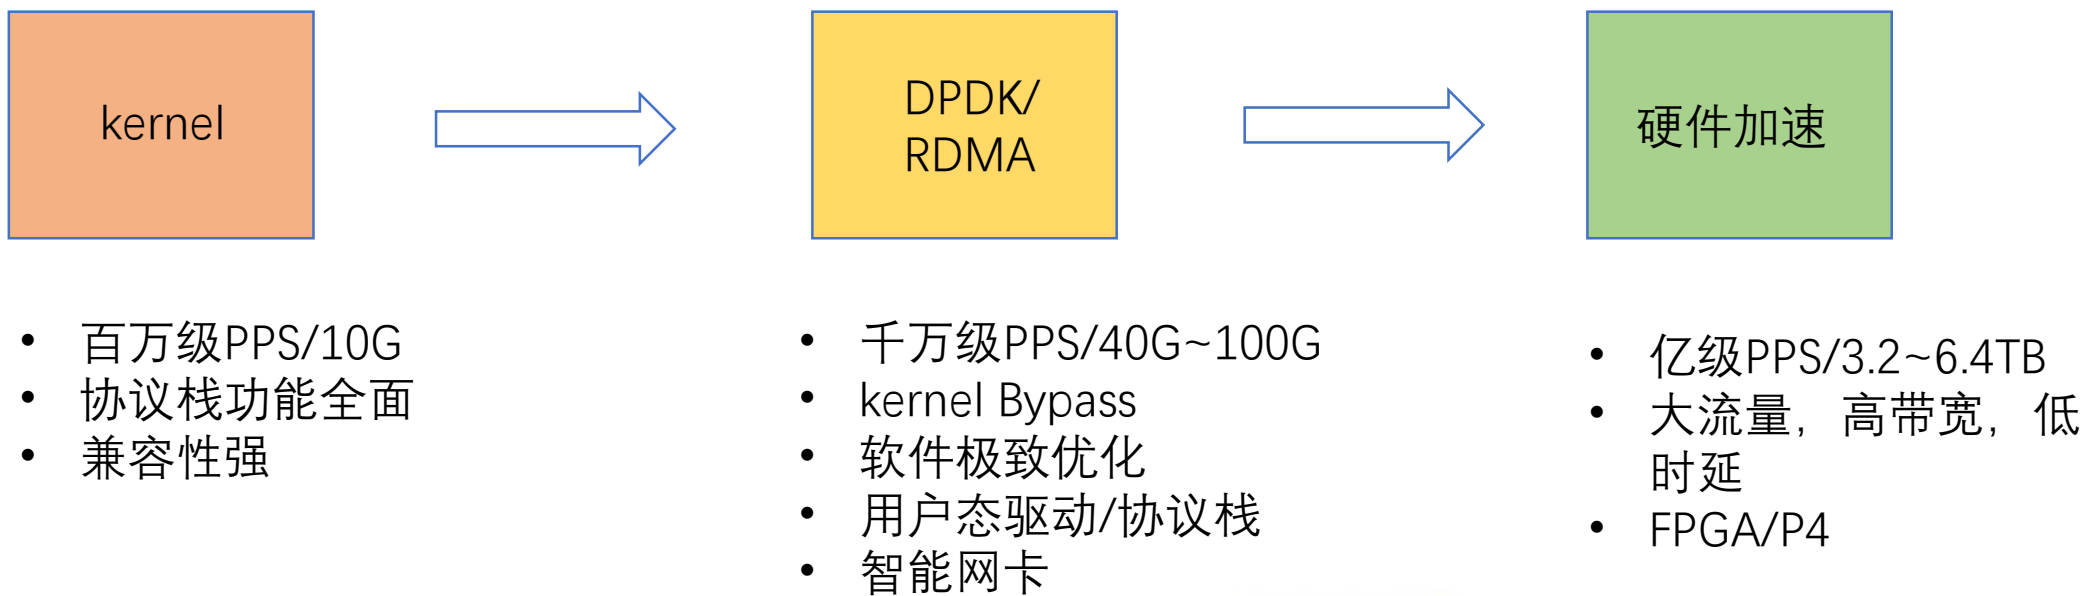 kernel
DPDK/
RDMA
硬件加速
• 百万级PPS/10G
• 协议栈功能全面
• 兼容性强
• 千万级PPS/40G~100G
• kernel Bypass
• 软件极致优化
• 用户态驱动/协议栈
• 智能网卡
• 亿级PPS/3.2~6.4TB
• 大流量，高带宽，低
时延
• FPGA/P4